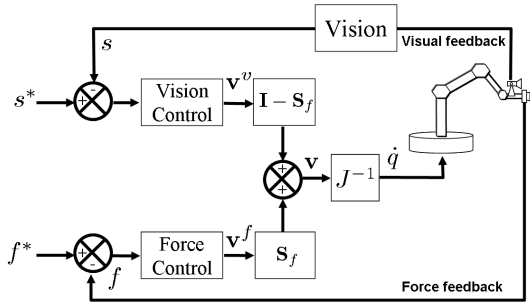 Vision
Visual feedback
s
s*
-
+
Vision
Control
v^v
I − S_f
+
+
v
J^{-1}
q̇
f*
+
-
f
Force
Control
v^f
S_f
Force feedback